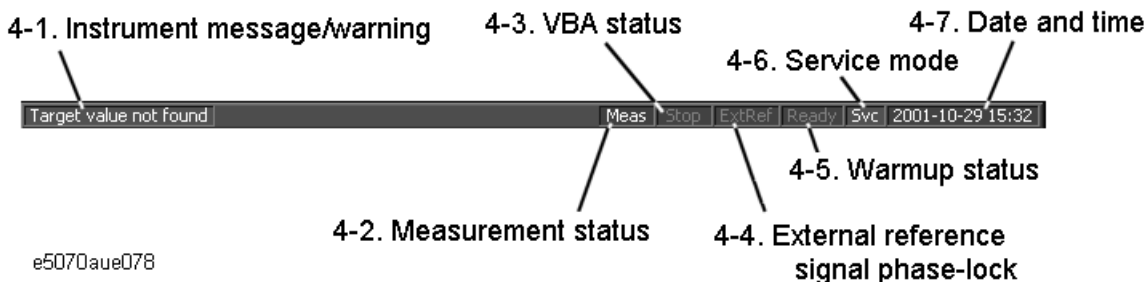 4-1. Instrument message/warning
4-3. VBA status
4-7. Date and time
4-6. Service mode
Target value not found
Meas Stop ExtRef Ready Svc 2001-10-29 15:32
4-5. Warmup status
4-2. Measurement status
4-4. External reference
signal phase-lock
e5070aue078